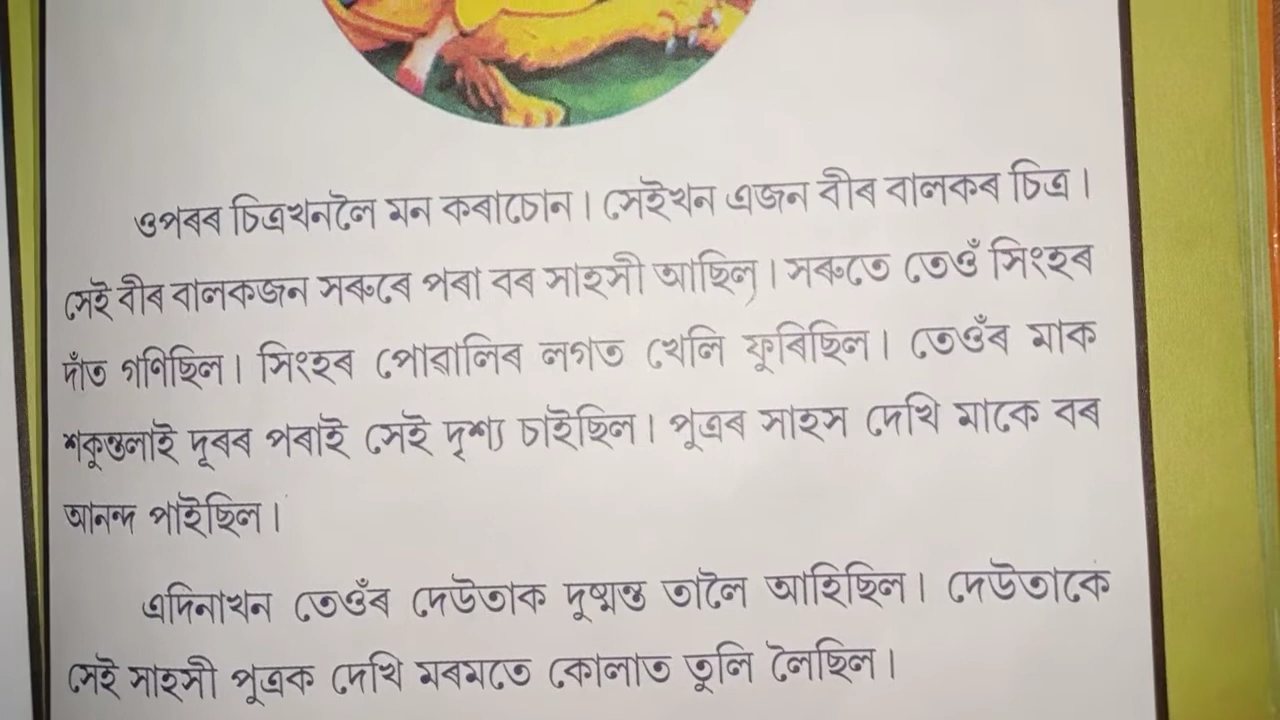 ওপৰৰ চিত্ৰখনলৈ মন কৰাচোন। সেইখন এজন বীৰ বালকৰ চিত্ৰ।
সেই বীৰ বালকজন সৰুৰে পৰা বৰ সাহসী আছিল। সৰুতে তেওঁ সিংহৰ
দাঁত গণিছিল। সিংহৰ পোৱালিৰ লগত খেলি ফুৰিছিল। তেওঁৰ মাক
শকুন্তলাই দূৰৰ পৰাই সেই দৃশ্য চাইছিল। পুত্ৰৰ সাহস দেখি মাকে বৰ
আনন্দ পাইছিল।
এদিনাখন তেওঁৰ দেউতাক দুষ্মন্ত তালৈ আহিছিল। দেউতাকে
সেই সাহসী পুত্ৰক দেখি মৰমতে কোলাত তুলি লৈছিল।